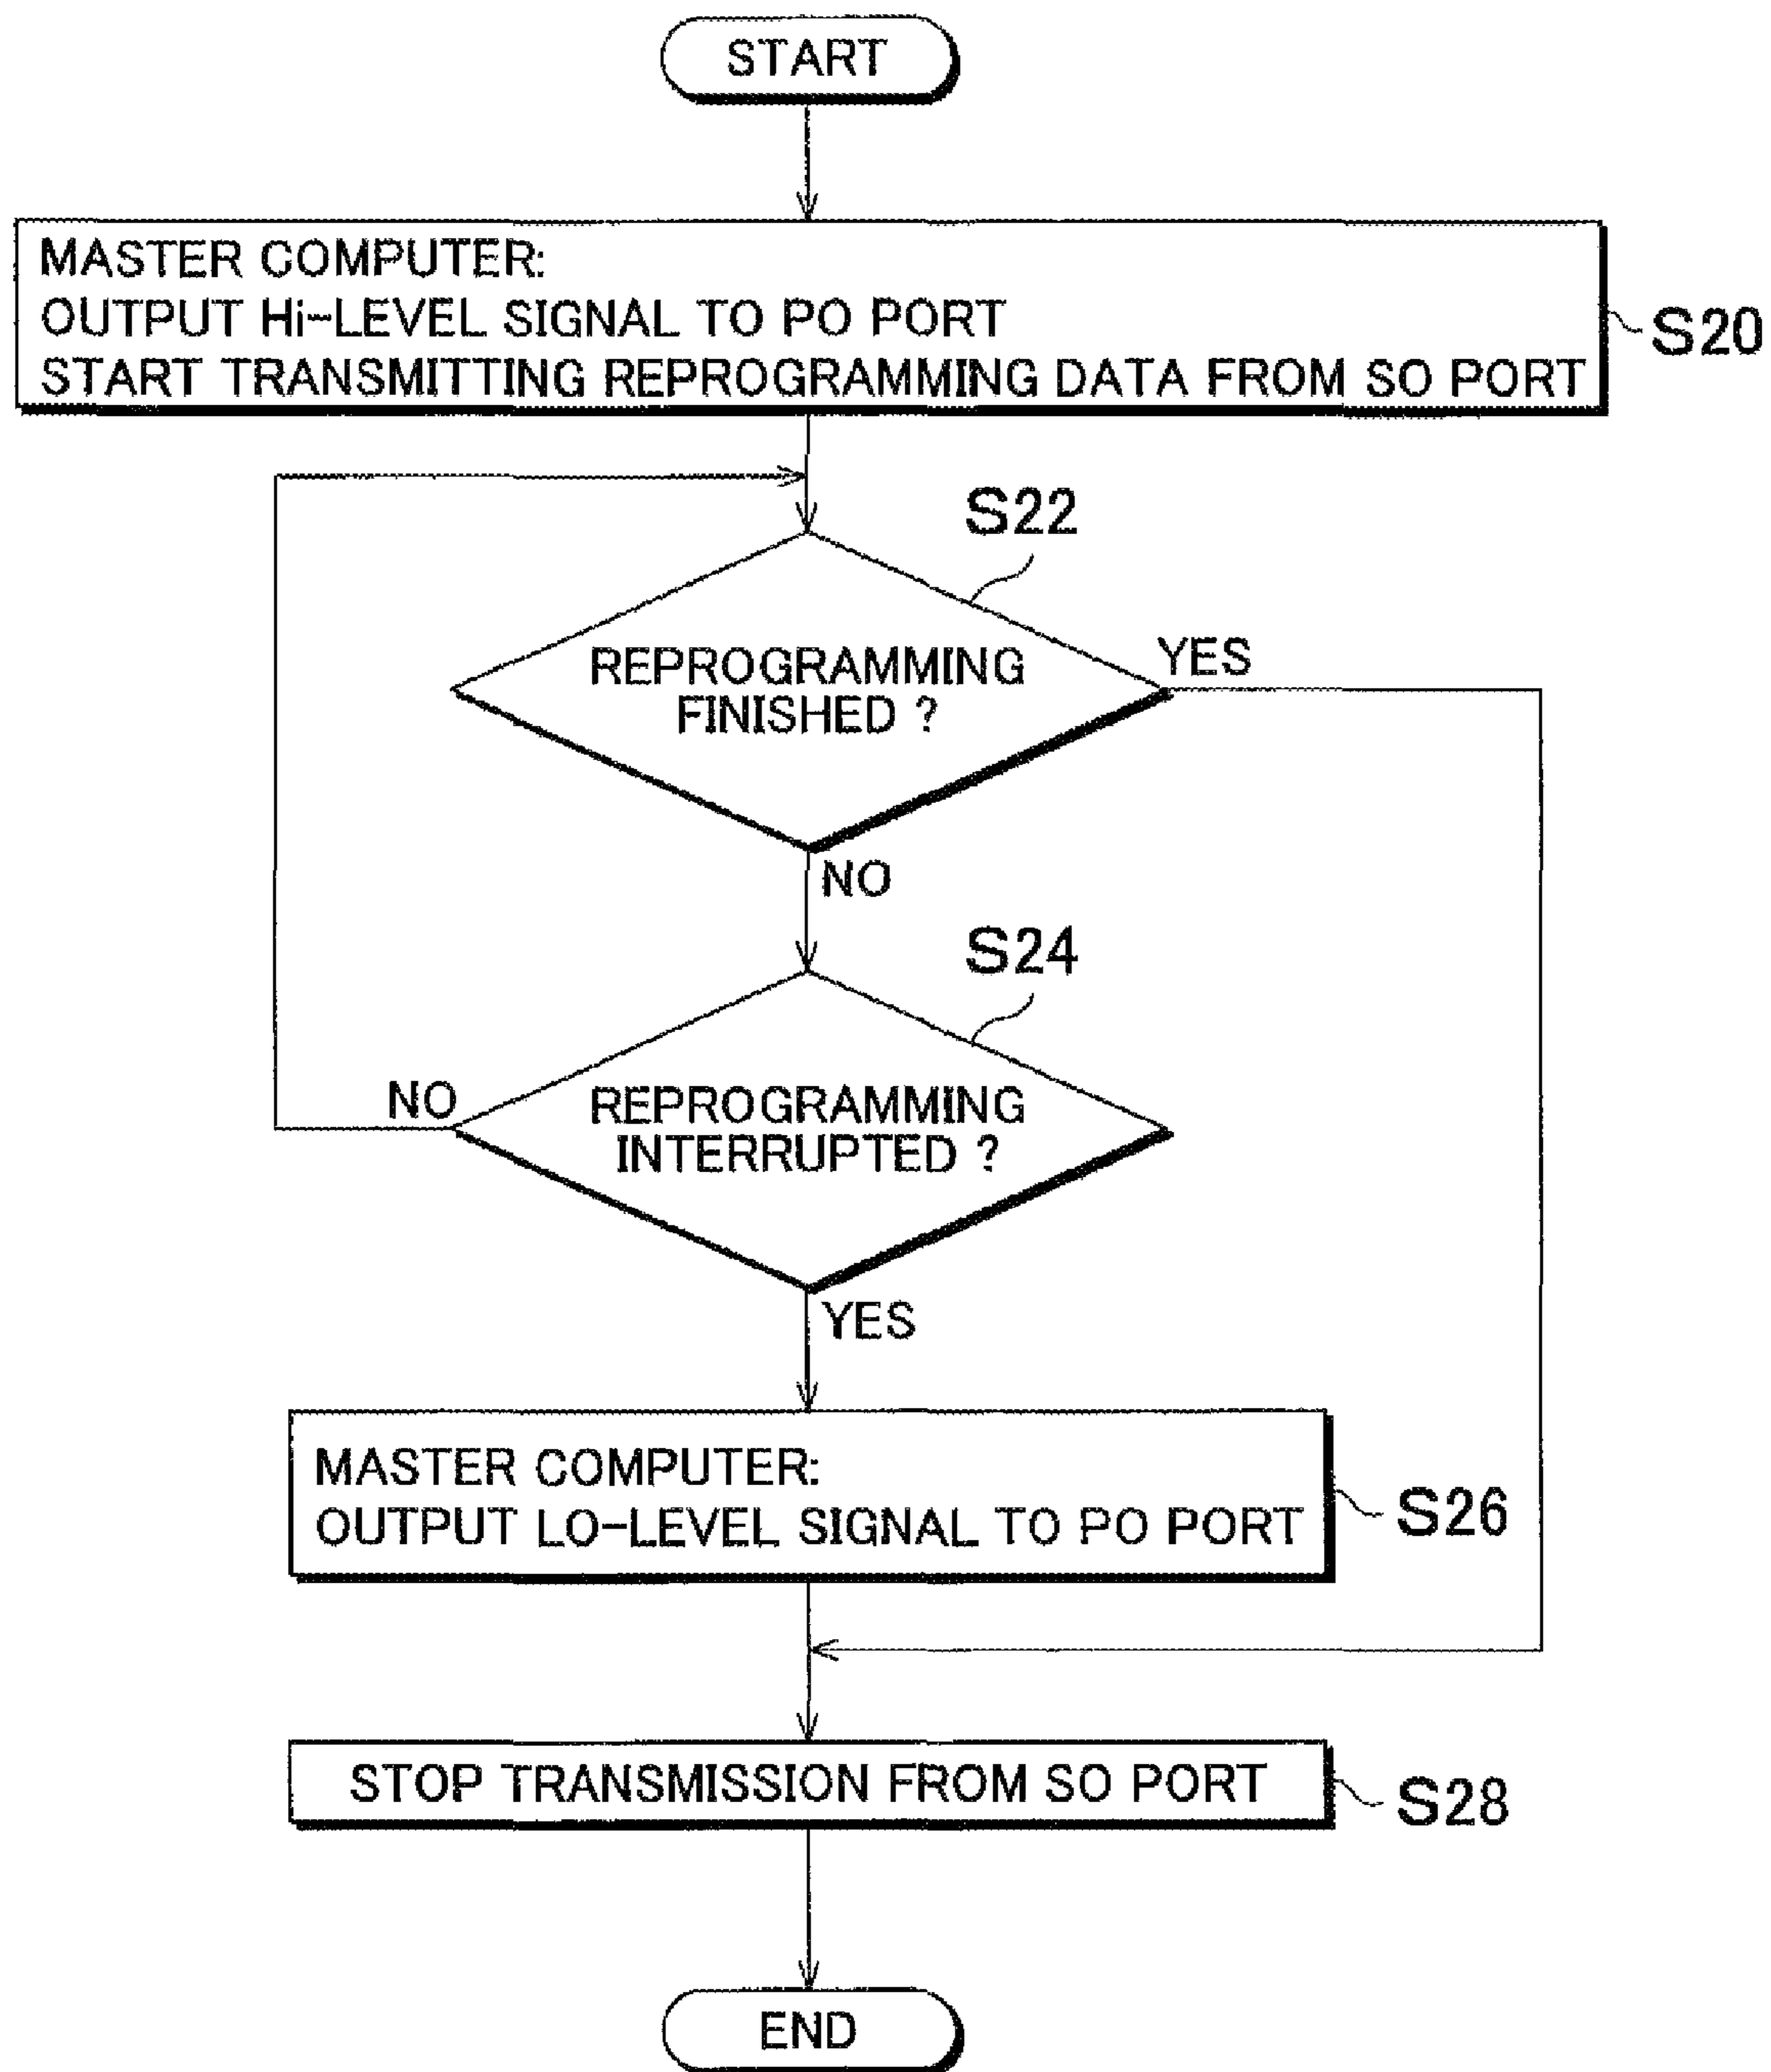 START
MASTER COMPUTER:
OUTPUT Hi-LEVEL SIGNAL TO PO PORT
START TRANSMITTING REPROGRAMMING DATA FROM SO PORT
S20
S22
REPROGRAMMING
FINISHED ?
YES
NO
S24
REPROGRAMMING
INTERRUPTED ?
NO
YES
MASTER COMPUTER:
OUTPUT LO-LEVEL SIGNAL TO PO PORT
S26
STOP TRANSMISSION FROM SO PORT
S28
END